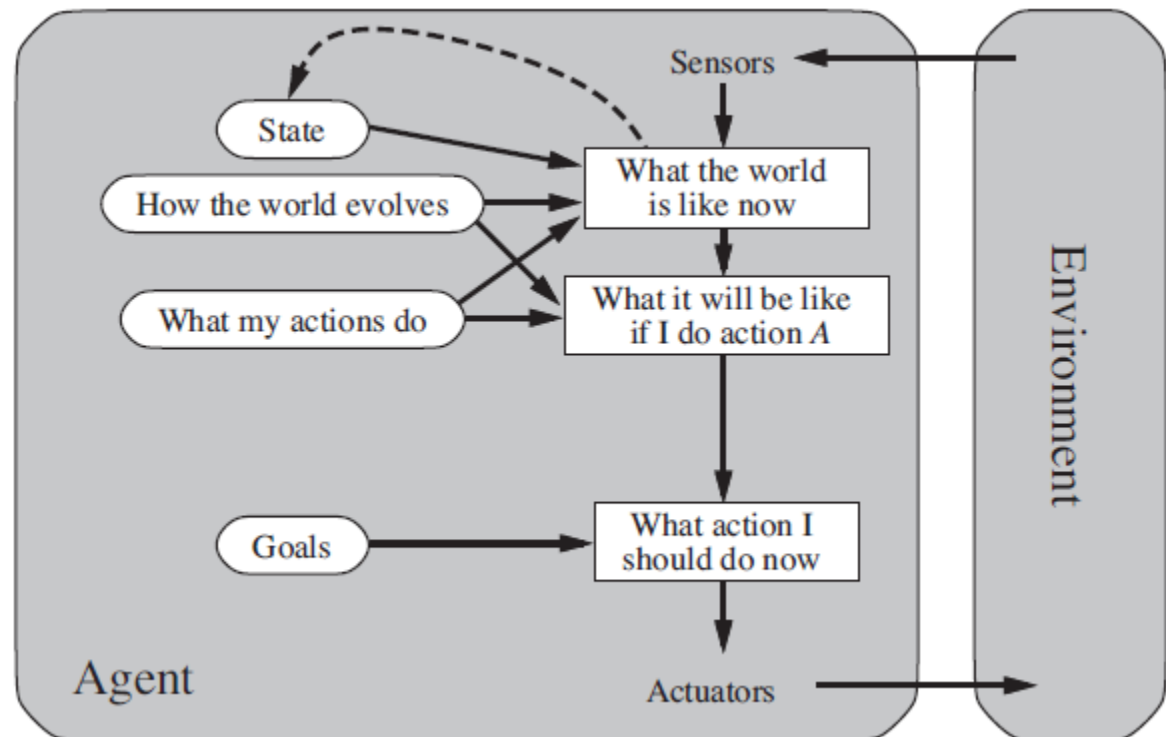 Sensors
State
What the world
is like now
How the world evolves
What it will be like
if I do action A
What my actions do
Environment
What action I
should do now
Goals
Agent
Actuators